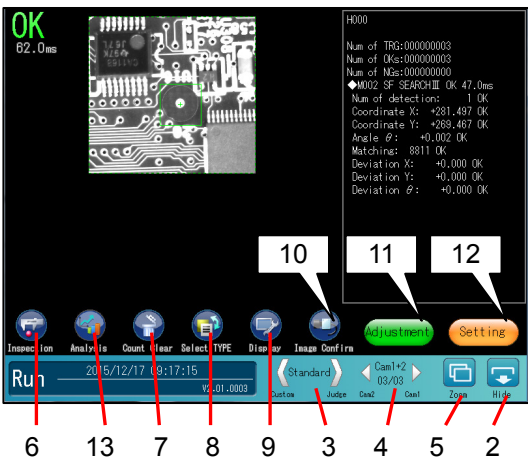 OK
62.0ms
H000
Num of TRG:000000003
Num of OKs:000000003
Num of NGs:000000000
◆M002 SF SEARCHⅢ OK 47.0ms
Num of detection: 1 OK
Coordinate X: +281.497 OK
Coordinate Y: +269.467 OK
Angle θ: +0.002 OK
Matching: 8811 OK
Deviation X: +0.000 OK
Deviation Y: +0.000 OK
Deviation θ: +0.000 OK
10
11
12
Adjustment
Setting
Inspection
Analysis
Count Clear
Select TYPE
Display
Image Confirm
Run
2015/12/17 09:17:15
V2.01.0003
Standard
Custom
Judge
Cam1+2
03/03
Cam2
Cam1
Zoom
Hide
6
13
7
8
9
3
4
5
2